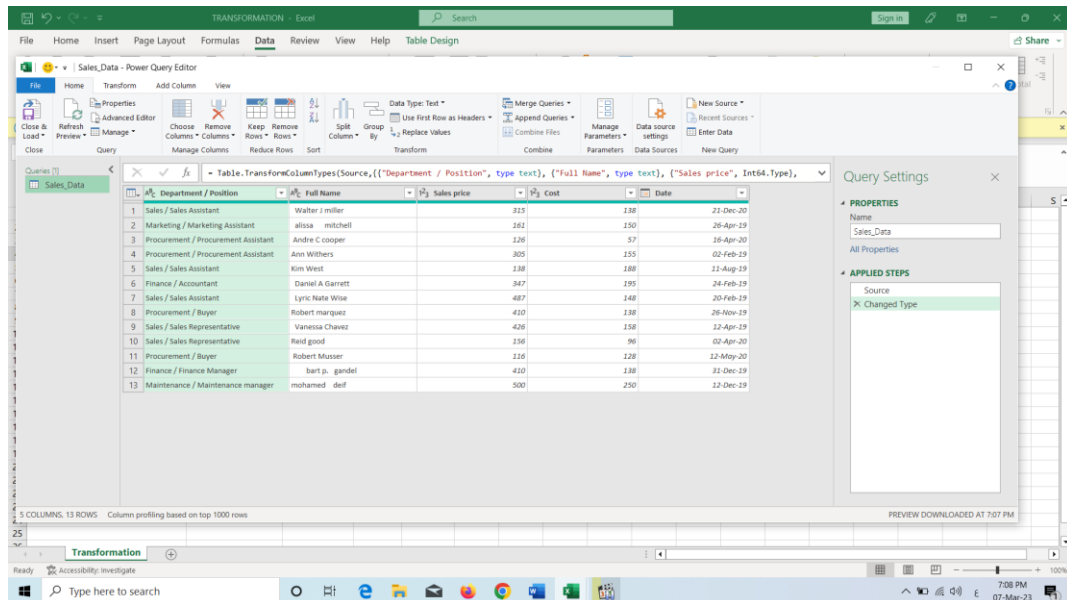 TRANSFORMATION - Excel
Search
Sign in
File Home Insert Page Layout Formulas Data Review View Help Table Design
Share
Sales_Data - Power Query Editor
File Home Transform Add Column View
Close & Load
Refresh Preview
Properties
Advanced Editor
Manage
Choose Columns
Remove Columns
Keep Rows
Remove Rows
Split Column
Group By
Data Type: Text
Use First Row as Headers
Replace Values
Merge Queries
Append Queries
Combine Files
Manage Parameters
Data source settings
New Source
Recent Sources
Enter Data
Close Query Manage Columns Reduce Rows Sort Transform Combine Parameters Data Sources New Query
Queries [1]
Sales_Data
fx = Table.TransformColumnTypes(Source,{{"Department / Position", type text}, {"Full Name", type text}, {"Sales price", Int64.Type},
Department / Position Full Name Sales price Cost Date
1 Sales / Sales Assistant Walter J miller 315 138 21-Dec-20
2 Marketing / Marketing Assistant alissa mitchell 161 150 26-Apr-19
3 Procurement / Procurement Assistant Andre C cooper 126 57 16-Apr-20
4 Procurement / Procurement Assistant Ann Withers 305 155 02-Feb-19
5 Sales / Sales Assistant Kim West 138 188 11-Aug-19
6 Finance / Accountant Daniel A Garrett 347 195 24-Feb-19
7 Sales / Sales Assistant Lyric Nate Wise 487 148 20-Feb-19
8 Procurement / Buyer Robert marquez 410 138 26-Nov-19
9 Sales / Sales Representative Vanessa Chavez 426 158 12-Apr-19
10 Sales / Sales Representative Reid good 156 96 02-Apr-20
11 Procurement / Buyer Robert Musser 116 128 12-May-20
12 Finance / Finance Manager bart p. gandel 410 138 31-Dec-19
13 Maintenance / Maintenance manager mohamed deif 500 250 12-Dec-19
Query Settings
PROPERTIES
Name
Sales_Data
All Properties
APPLIED STEPS
Source
Changed Type
S
5 COLUMNS, 13 ROWS Column profiling based on top 1000 rows
PREVIEW DOWNLOADED AT 7:07 PM
25
Transformation
Ready Accessibility: Investigate
100%
Type here to search
ع
7:08 PM
07-Mar-23